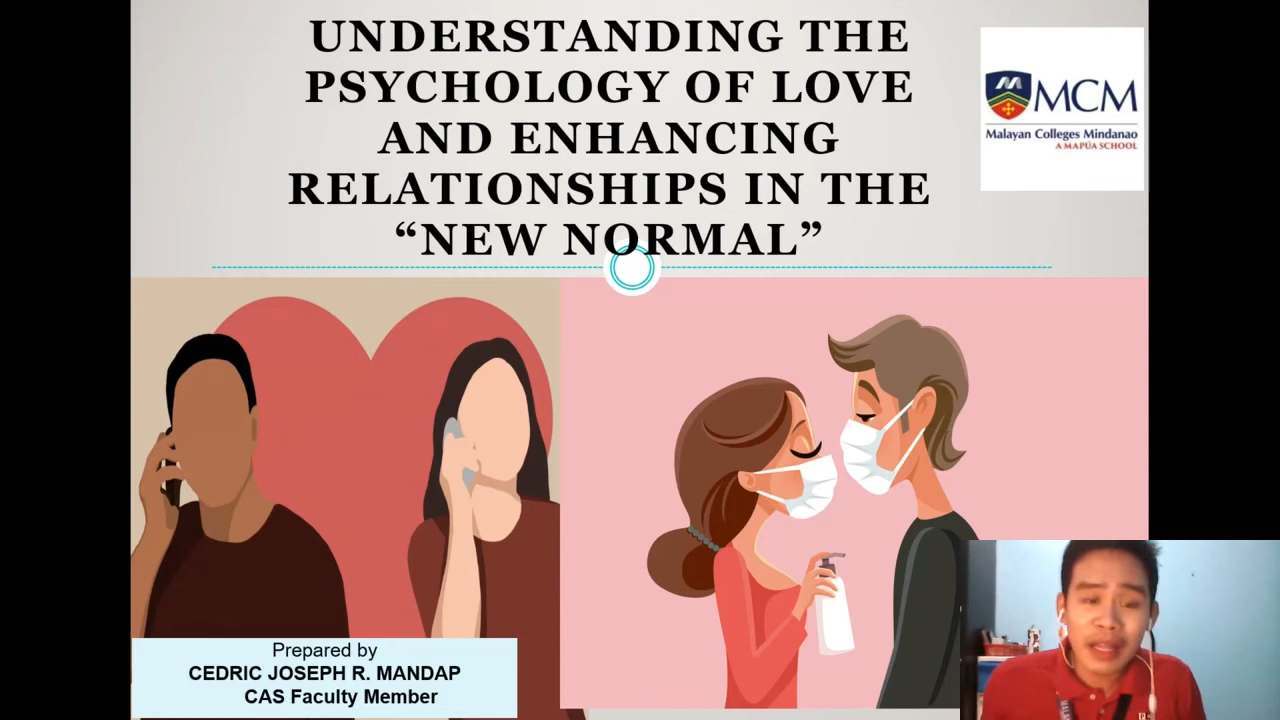 UNDERSTANDING THE
PSYCHOLOGY OF LOVE
AND ENHANCING
RELATIONSHIPS IN THE
“NEW NORMAL”
MCM
Malayan Colleges Mindanao
A MAPÚA SCHOOL
Prepared by
CEDRIC JOSEPH R. MANDAP
CAS Faculty Member